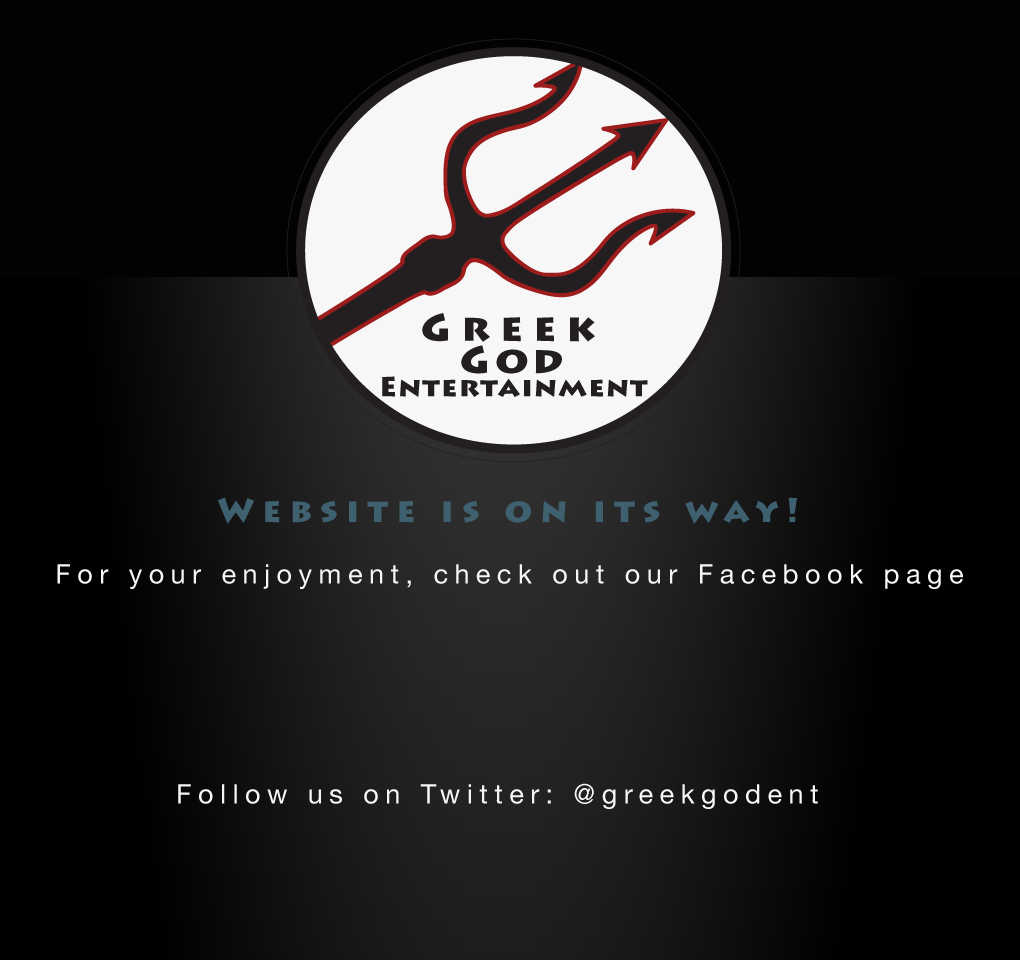 Greek
God
Entertainment
Website is on its way!
For your enjoyment, check out our Facebook page
Follow us on Twitter: @greekgodent